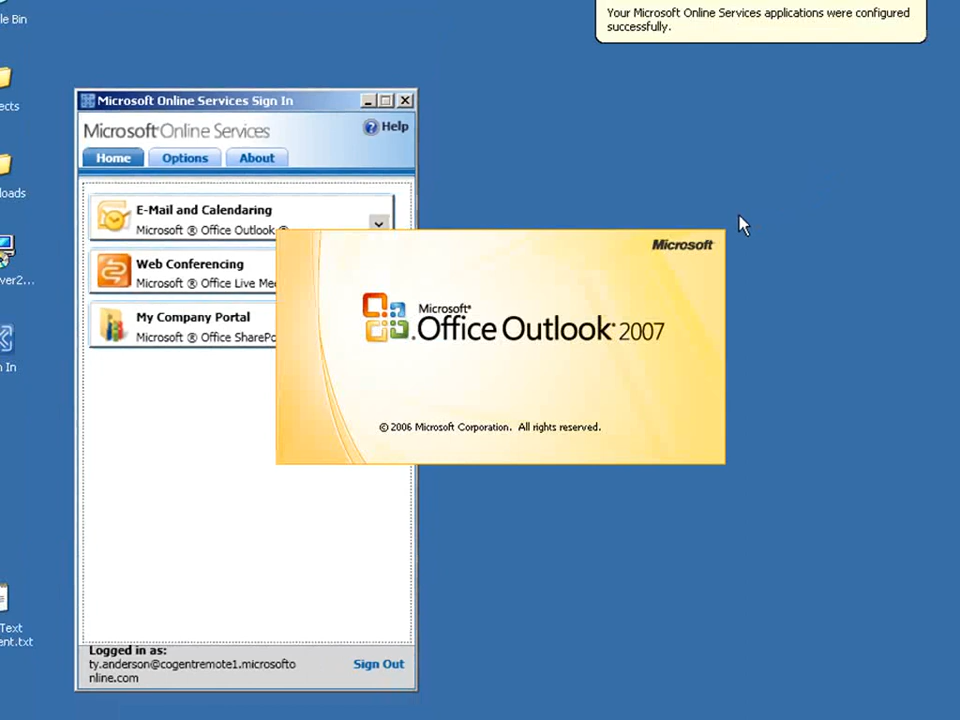 le Bin
Your Microsoft Online Services applications were configured
successfully.
ects
loads
ver2...
n In
Text
ent.txt
Microsoft Online Services Sign In
Microsoft Online Services
Help
Home
Options
About
E-Mail and Calendaring
Microsoft ® Office Outlook ®
Web Conferencing
Microsoft ® Office Live Mee
My Company Portal
Microsoft ® Office SharePo
Microsoft
Microsoft®
Office Outlook® 2007
© 2006 Microsoft Corporation. All rights reserved.
Logged in as:
ty.anderson@cogentremote1.microsofto
nline.com
Sign Out